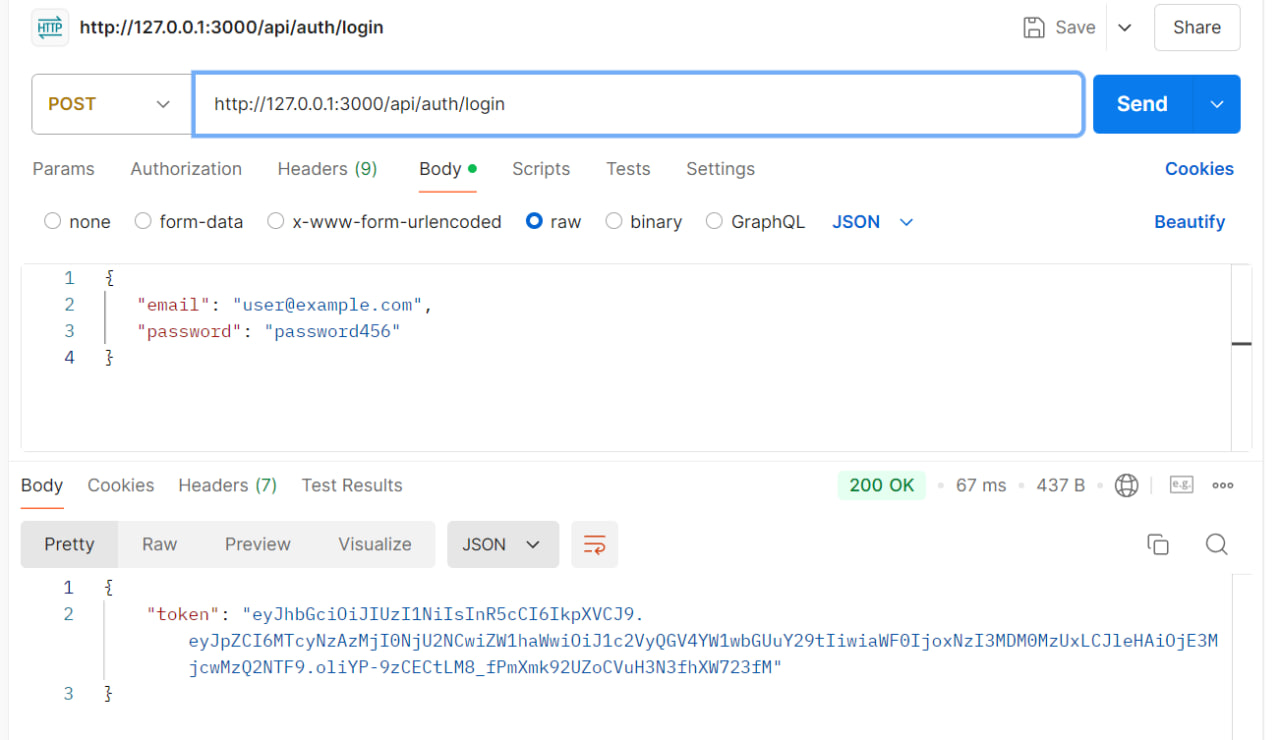 HTTP http://127.0.0.1:3000/api/auth/login Save Share
POST http://127.0.0.1:3000/api/auth/login Send
Params Authorization Headers (9) Body Scripts Tests Settings Cookies
none form-data x-www-form-urlencoded raw binary GraphQL JSON Beautify
1 {
2 "email": "user@example.com",
3 "password": "password456"
4 }
Body Cookies Headers (7) Test Results 200 OK 67 ms 437 B e.g.
Pretty Raw Preview Visualize JSON
1 {
2 "token": "eyJhbGciOiJIUzI1NiIsInR5cCI6IkpXVCJ9.
eyJpZCI6MTcyNzAzMjI0NjU2NCwiZW1haWwiOiJ1c2VyQGV4YW1wbGUuY29tIiwiaWF0IjoxNzI3MDM0MzUxLCJleHAiOjE3M
jcwMzQ2NTF9.oliYP-9zCECtLM8_fPmXmk92UZoCVuH3N3fhXW723fM"
3 }